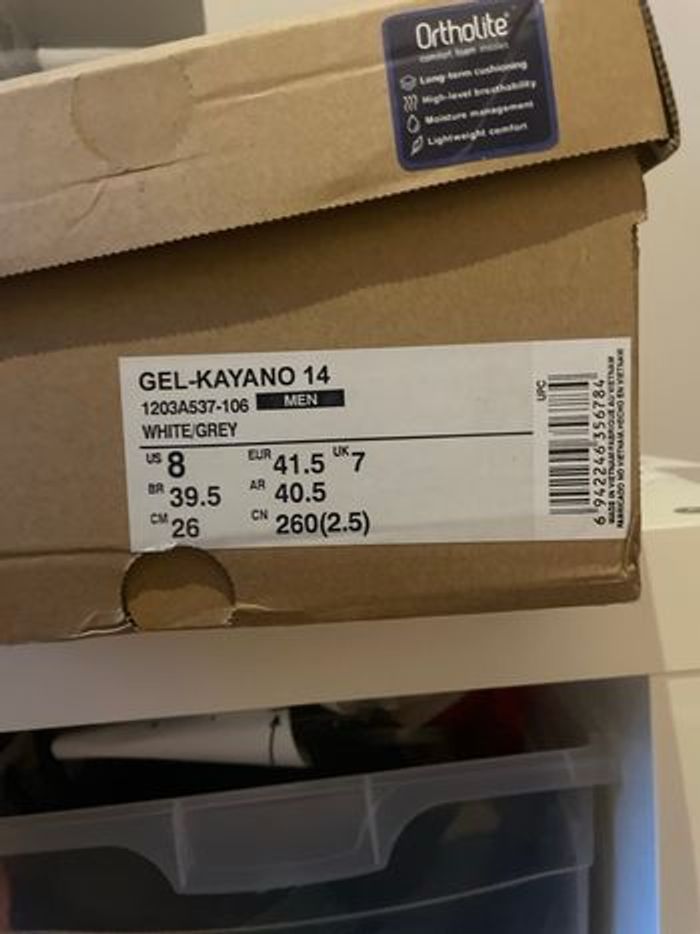 Ortholite
comfort foam insoles
Long-term cushioning
High-level breathability
Moisture management
Lightweight comfort
GEL-KAYANO 14
1203A537-106 MEN
WHITE/GREY
US 8 EUR 41.5 UK 7
BR 39.5 AR 40.5
CM 26 CN 260(2.5)
UPC
6 942246 356784
MADE IN VIETNAM FABRIQUÉ AU VIETNAM
FABRICADO NO VIETNAM HECHO EN VIETNAM